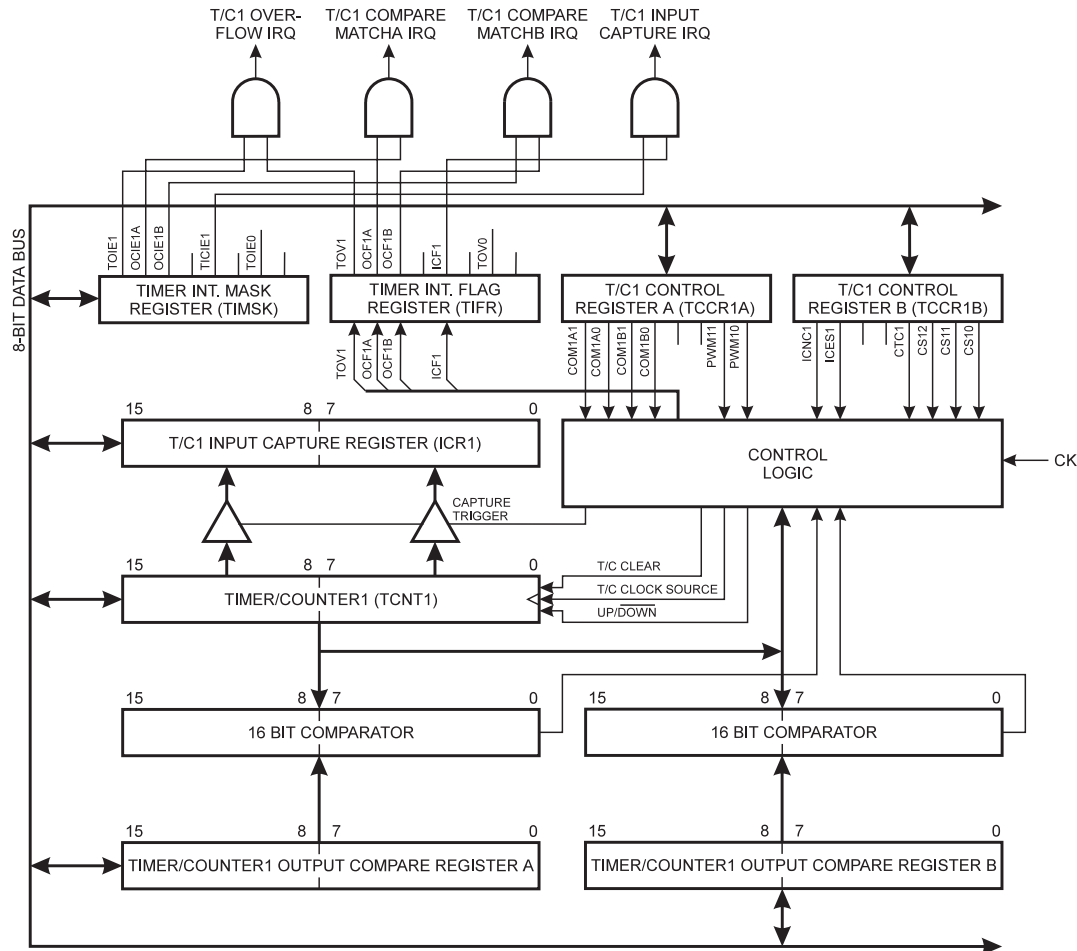 T/C1 OVER-
FLOW IRQ
T/C1 COMPARE
MATCHA IRQ
T/C1 COMPARE
MATCHB IRQ
T/C1 INPUT
CAPTURE IRQ
8-BIT DATA BUS
TOIE1
OCIE1A
OCIE1B
TICIE1
TOIE0
TOV1
OCF1A
OCF1B
ICF1
TOV0
TIMER INT. MASK
REGISTER (TIMSK)
TIMER INT. FLAG
REGISTER (TIFR)
T/C1 CONTROL
REGISTER A (TCCR1A)
T/C1 CONTROL
REGISTER B (TCCR1B)
TOV1
OCF1A
OCF1B
ICF1
COM1A1
COM1A0
COM1B1
COM1B0
PWM11
PWM10
ICNC1
ICES1
CTC1
CS12
CS11
CS10
15 8 7 0
T/C1 INPUT CAPTURE REGISTER (ICR1)
CONTROL
LOGIC
CK
CAPTURE
TRIGGER
15 8 7 0
TIMER/COUNTER1 (TCNT1)
T/C CLEAR
T/C CLOCK SOURCE
UP/DOWN
15 8 7 0
16 BIT COMPARATOR
15 8 7 0
16 BIT COMPARATOR
15 8 7 0
TIMER/COUNTER1 OUTPUT COMPARE REGISTER A
15 8 7 0
TIMER/COUNTER1 OUTPUT COMPARE REGISTER B